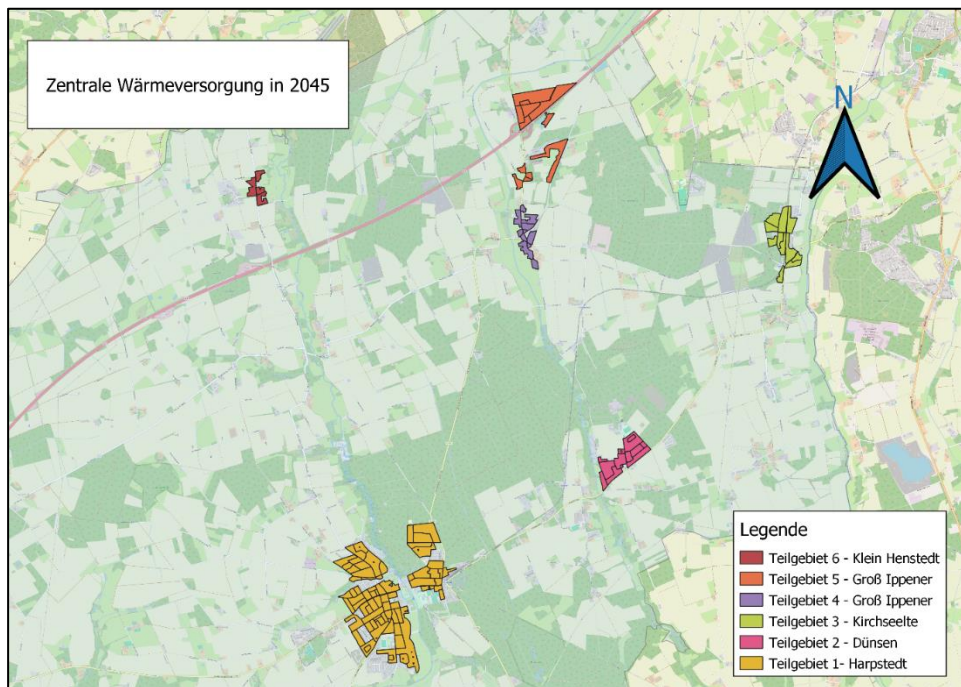 Zentrale Wärmeversorgung in 2045
N
Legende
Teilgebiet 6 - Klein Henstedt
Teilgebiet 5 - Groß Ippener
Teilgebiet 4 - Groß Ippener
Teilgebiet 3 - Kirchseelte
Teilgebiet 2 - Dünsen
Teilgebiet 1- Harpstedt